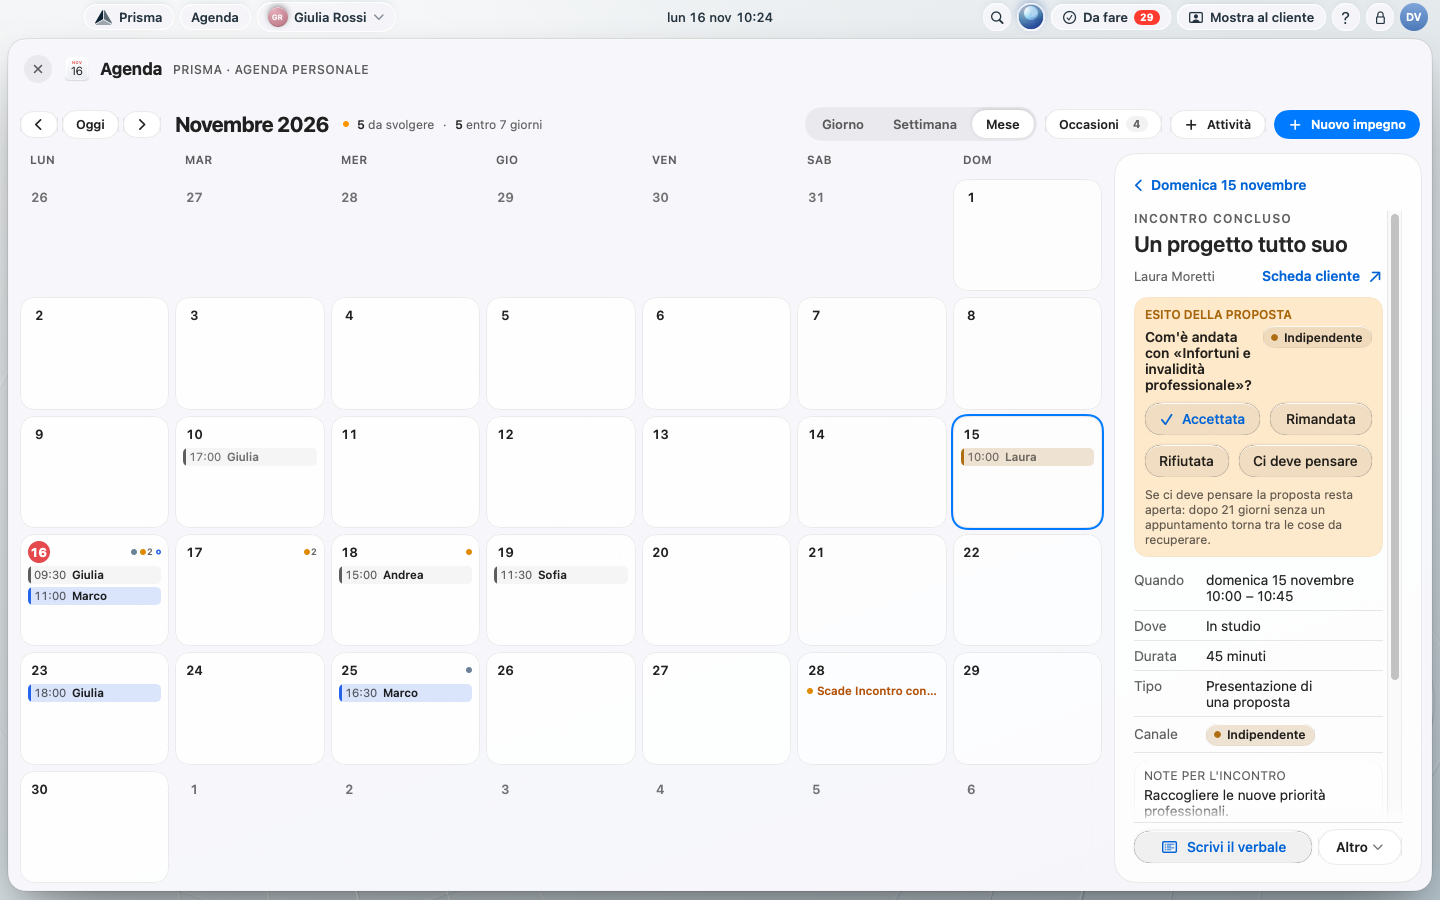 Prisma
Agenda
GR Giulia Rossi
lun 16 nov 10:24
Da fare 29
Mostra al cliente
?
DV
NOV
16
Agenda PRISMA · AGENDA PERSONALE
Oggi
Novembre 2026
5 da svolgere · 5 entro 7 giorni
Giorno Settimana Mese
Occasioni 4
+ Attività
+ Nuovo impegno
LUN MAR MER GIO VEN SAB DOM
26 27 28 29 30 31 1
2 3 4 5 6 7 8
9 10 11 12 13 14 15
17:00 Giulia
10:00 Laura
16 17 18 19 20 21 22
2
2
09:30 Giulia
11:00 Marco
15:00 Andrea
11:30 Sofia
23 24 25 26 27 28 29
18:00 Giulia
16:30 Marco
Scade Incontro con...
30 1 2 3 4 5 6
Domenica 15 novembre
INCONTRO CONCLUSO
Un progetto tutto suo
Laura Moretti
Scheda cliente
ESITO DELLA PROPOSTA
Com'è andata
con «Infortuni e
invalidità
professionale»?
Indipendente
Accettata
Rimandata
Rifiutata
Ci deve pensare
Se ci deve pensare la proposta resta
aperta: dopo 21 giorni senza un
appuntamento torna tra le cose da
recuperare.
Quando domenica 15 novembre
10:00 – 10:45
Dove In studio
Durata 45 minuti
Tipo Presentazione di
una proposta
Canale Indipendente
NOTE PER L'INCONTRO
Raccogliere le nuove priorità
professionali.
Scrivi il verbale
Altro